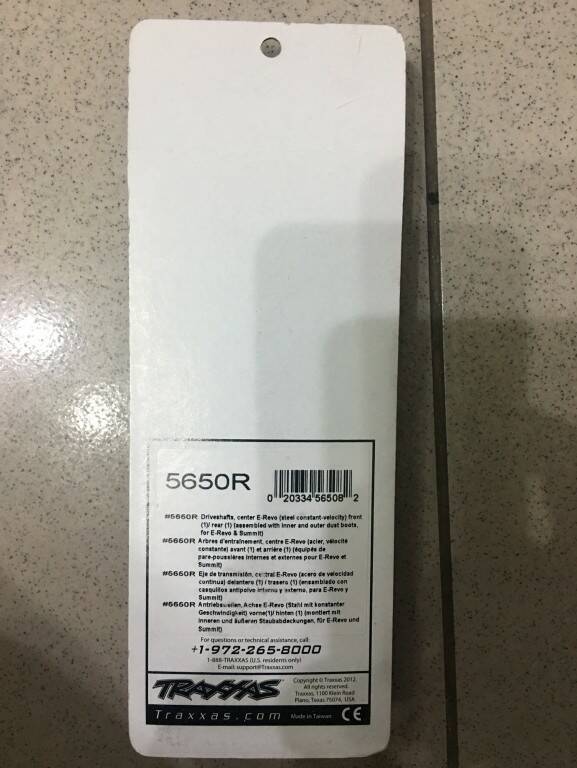 5650R
0 20334 56508 2
#5650R Driveshafts, center E-Revo (steel constant-velocity) front
(1)/ rear (1) (assembled with inner and outer dust boots,
for E-Revo & Summit)
#5650R Arbres d'entraînement, centre E-Revo (acier, vélocité
constante) avant (1) et arrière (1) (équipés de
pare-poussières internes et externes pour E-Revo et
Summit)
#5650R Eje de transmisión, central E-Revo (acero de velocidad
continua) delantero (1) / trasero (1) (ensamblado con
casquillos antipolvo interno y externo, para E-Revo y
Summit)
#5650R Antriebswellen, Achse E-Revo (Stahl mit konstanter
Geschwindigkeit) vorne(1)/ hinten (1) (montiert mit
inneren und äußeren Staubabdeckungen, für E-Revo und
Summit)
For questions or technical assistance, call:
+1-972-265-8000
1-888-TRAXXAS (U.S. residents only)
E-mail: support@Traxxas.com
TRAXXAS
Traxxas.com
Copyright © Traxxas 2012.
All rights reserved.
Traxxas, 1100 Klein Road
Plano, Texas 75074, USA
Made in Taiwan CE